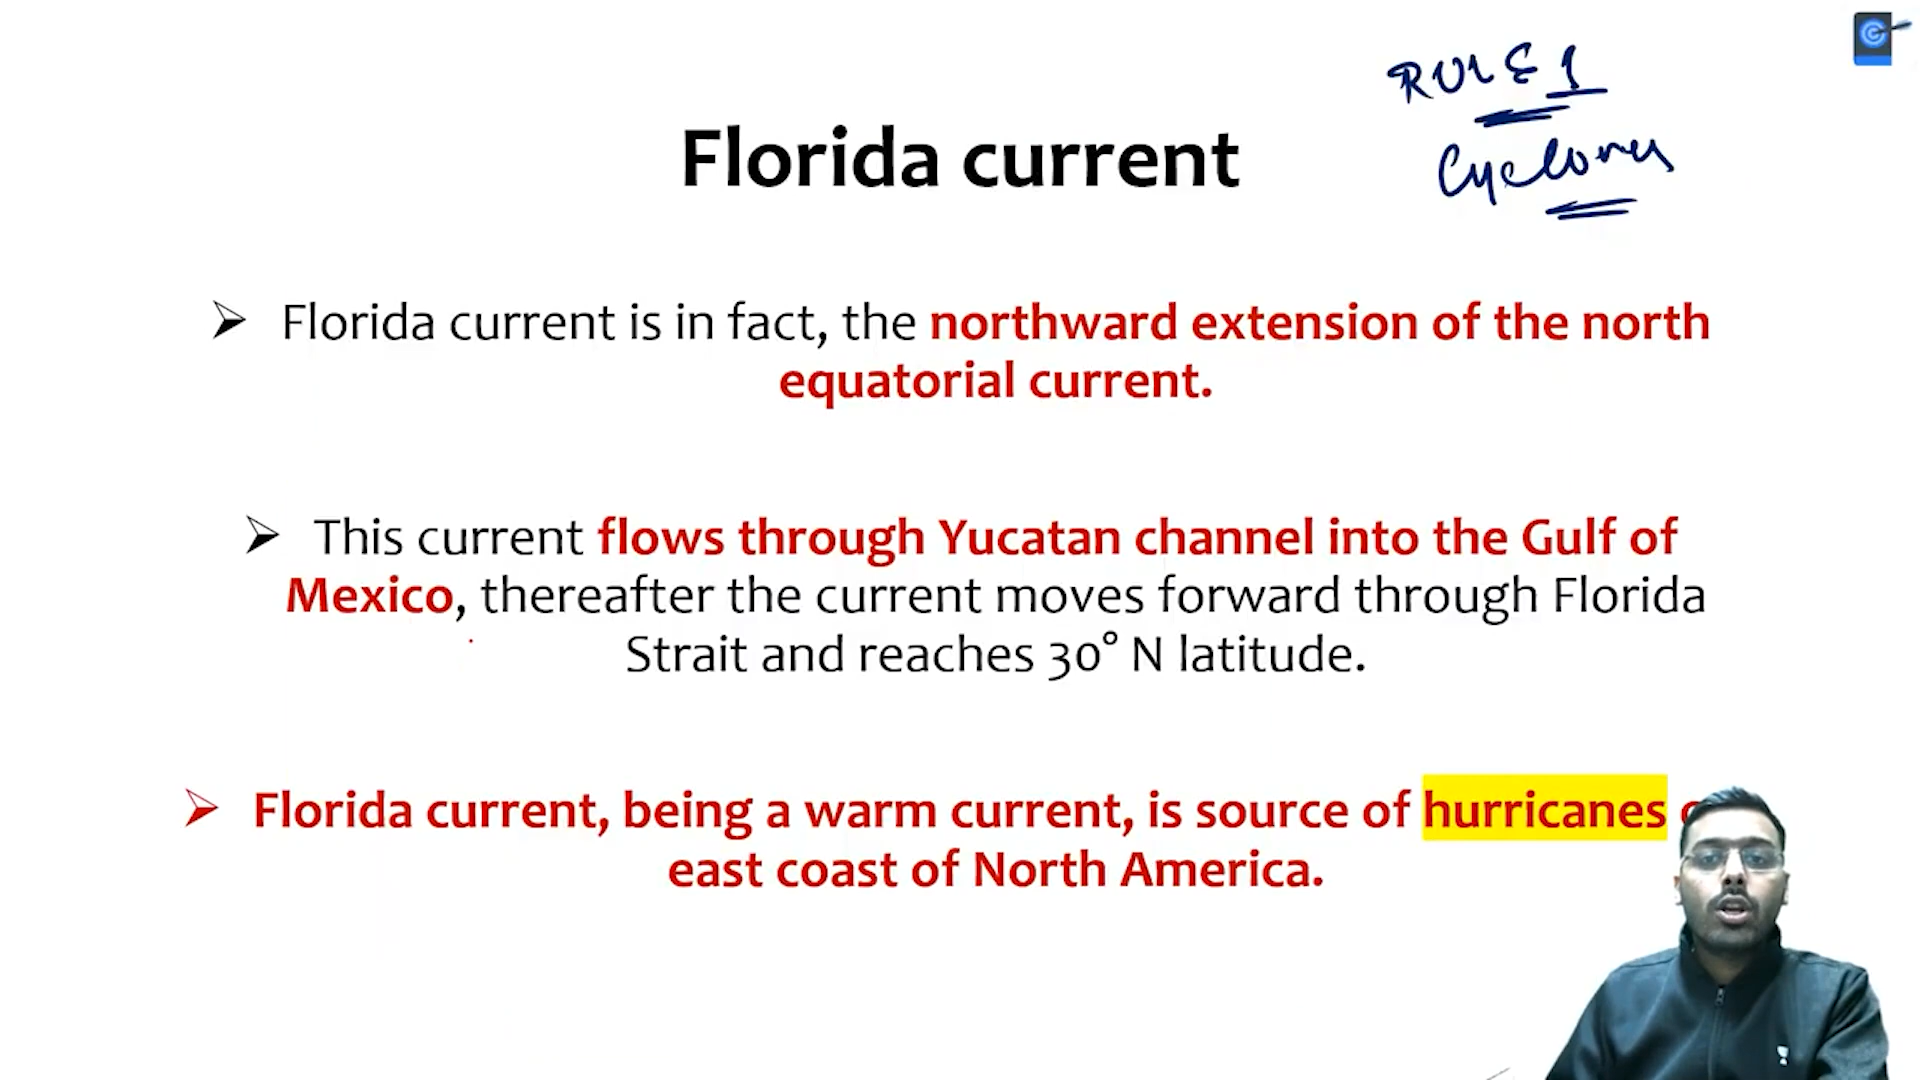 RULE 1
Cyclones
Florida current
➢ Florida current is in fact, the northward extension of the north
equatorial current.
➢ This current flows through Yucatan channel into the Gulf of
Mexico, thereafter the current moves forward through Florida
Strait and reaches 30° N latitude.
➢ Florida current, being a warm current, is source of hurricanes
east coast of North America.